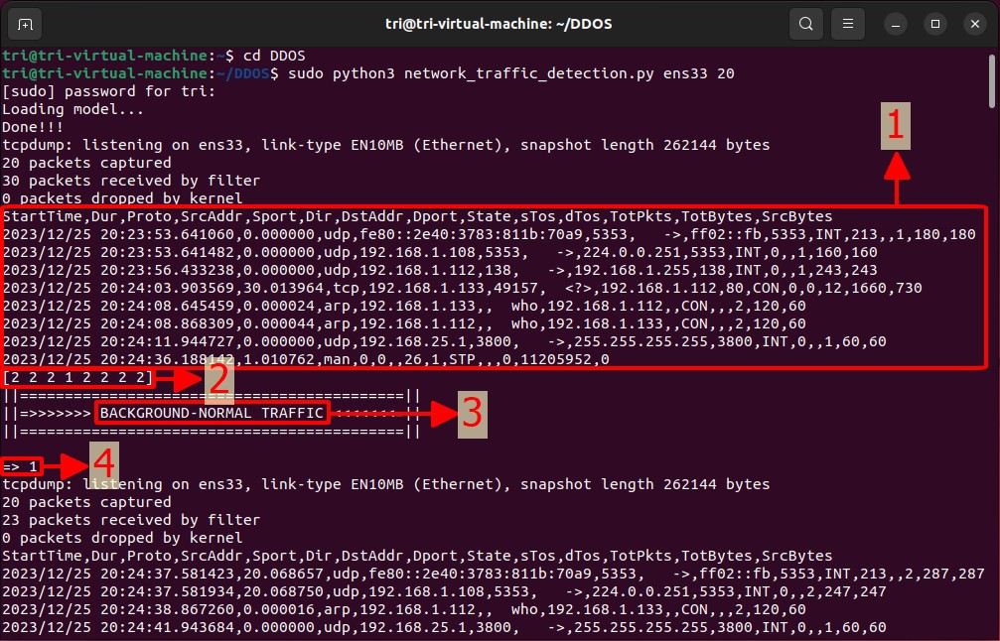 tri@tri-virtual-machine: ~/DDOS
tri@tri-virtual-machine:~$ cd DDOS
tri@tri-virtual-machine:~/DDOS$ sudo python3 network_traffic_detection.py ens33 20
[sudo] password for tri:
Loading model...
Done!!!
1
tcpdump: listening on ens33, link-type EN10MB (Ethernet), snapshot length 262144 bytes
20 packets captured
30 packets received by filter
0 packets dropped by kernel
StartTime,Dur,Proto,SrcAddr,Sport,Dir,DstAddr,Dport,State,sTos,dTos,TotPkts,TotBytes,SrcBytes
2023/12/25 20:23:53.641060,0.000000,udp,fe80::2e40:3783:811b:70a9,5353,   ->,ff02::fb,5353,INT,213,,1,180,180
2023/12/25 20:23:53.641482,0.000000,udp,192.168.1.108,5353,   ->,224.0.0.251,5353,INT,0,,1,160,160
2023/12/25 20:23:56.433238,0.000000,udp,192.168.1.112,138,   ->,192.168.1.255,138,INT,0,,1,243,243
2023/12/25 20:24:03.903569,30.013964,tcp,192.168.1.133,49157,  <?>,192.168.1.112,80,CON,0,0,12,1660,730
2023/12/25 20:24:08.645459,0.000024,arp,192.168.1.133,,  who,192.168.1.112,,CON,,,2,120,60
2023/12/25 20:24:08.868309,0.000044,arp,192.168.1.112,,  who,192.168.1.133,,CON,,,2,120,60
2023/12/25 20:24:11.944727,0.000000,udp,192.168.25.1,3800,   ->,255.255.255.255,3800,INT,0,,1,60,60
2023/12/25 20:24:36.188142,1.010762,man,0,0,,26,1,STP,,,0,11205952,0
[2 2 2 1 2 2 2 2]
2
||===========================================||
||=>>>>>>> BACKGROUND-NORMAL TRAFFIC <<<<<<< ||
3
||===========================================||
=> 1
4
tcpdump: listening on ens33, link-type EN10MB (Ethernet), snapshot length 262144 bytes
20 packets captured
23 packets received by filter
0 packets dropped by kernel
StartTime,Dur,Proto,SrcAddr,Sport,Dir,DstAddr,Dport,State,sTos,dTos,TotPkts,TotBytes,SrcBytes
2023/12/25 20:24:37.581423,20.068657,udp,fe80::2e40:3783:811b:70a9,5353,   ->,ff02::fb,5353,INT,213,,2,287,287
2023/12/25 20:24:37.581934,20.068750,udp,192.168.1.108,5353,   ->,224.0.0.251,5353,INT,0,,2,247,247
2023/12/25 20:24:38.867260,0.000016,arp,192.168.1.112,,  who,192.168.1.133,,CON,,,2,120,60
2023/12/25 20:24:41.943684,0.000000,udp,192.168.25.1,3800,   ->,255.255.255.255,3800,INT,0,,1,60,60